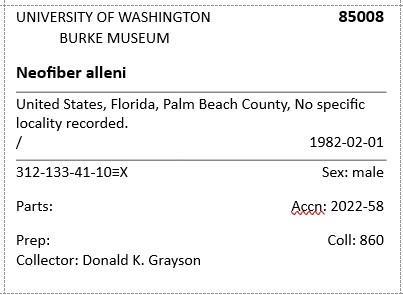 UNIVERSITY OF WASHINGTON 85008
BURKE MUSEUM
Neofiber alleni
United States, Florida, Palm Beach County, No specific
locality recorded.
/ 1982-02-01
312-133-41-10≡X Sex: male
Parts: Accn: 2022-58
Prep: Coll: 860
Collector: Donald K. Grayson